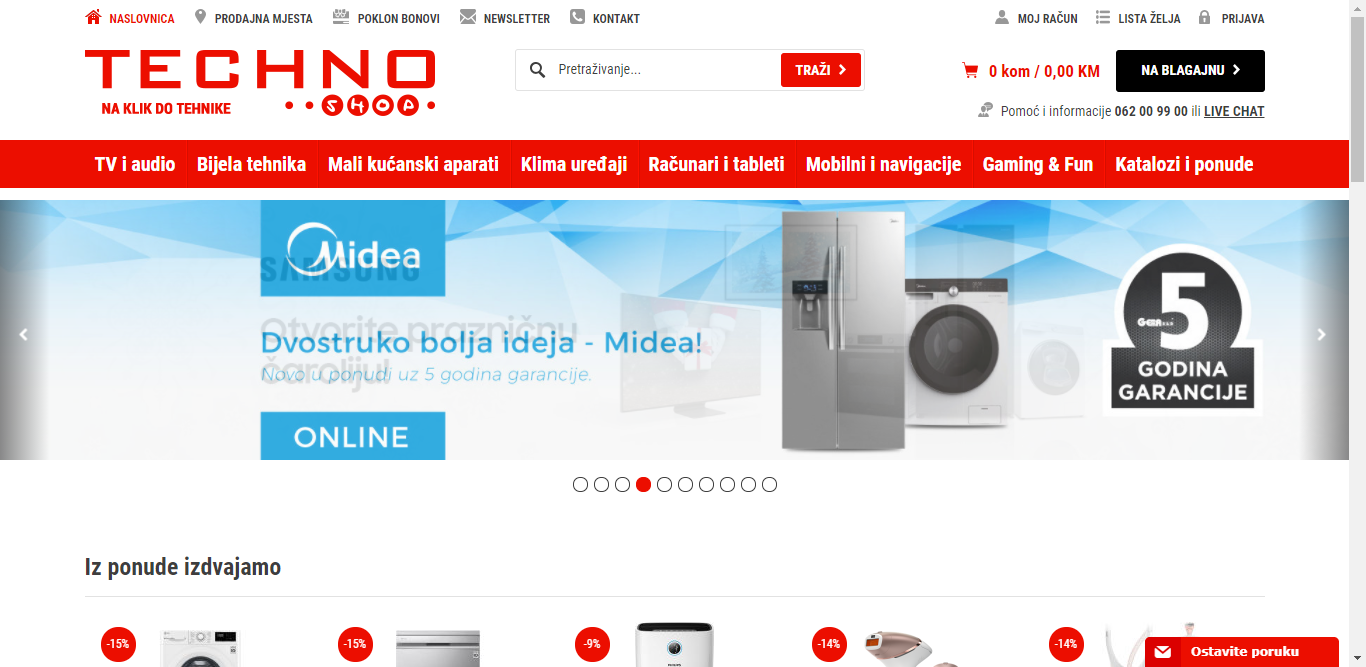 NASLOVNICA PRODAJNA MJESTA POKLON BONOVI NEWSLETTER KONTAKT MOJ RAČUN LISTA ŽELJA PRIJAVA
TECHNO
SHOP
NA KLIK DO TEHNIKE
Pretraživanje...
TRAŽI
0 kom / 0,00 KM
NA BLAGAJNU
Pomoć i informacije 062 00 99 00 ili LIVE CHAT
TV i audio Bijela tehnika Mali kućanski aparati Klima uređaji Računari i tableti Mobilni i navigacije Gaming & Fun Katalozi i ponude
Midea
SAMSUNG
Otvorite prazničnu
čaroliju!
Dvostruko bolja ideja - Midea!
Novo u ponudi uz 5 godina garancije.
ONLINE
5
GODINA
GARANCIJE
Iz ponude izdvajamo
-15% -15% -9% -14% -14%
PHILIPS
Ostavite poruku